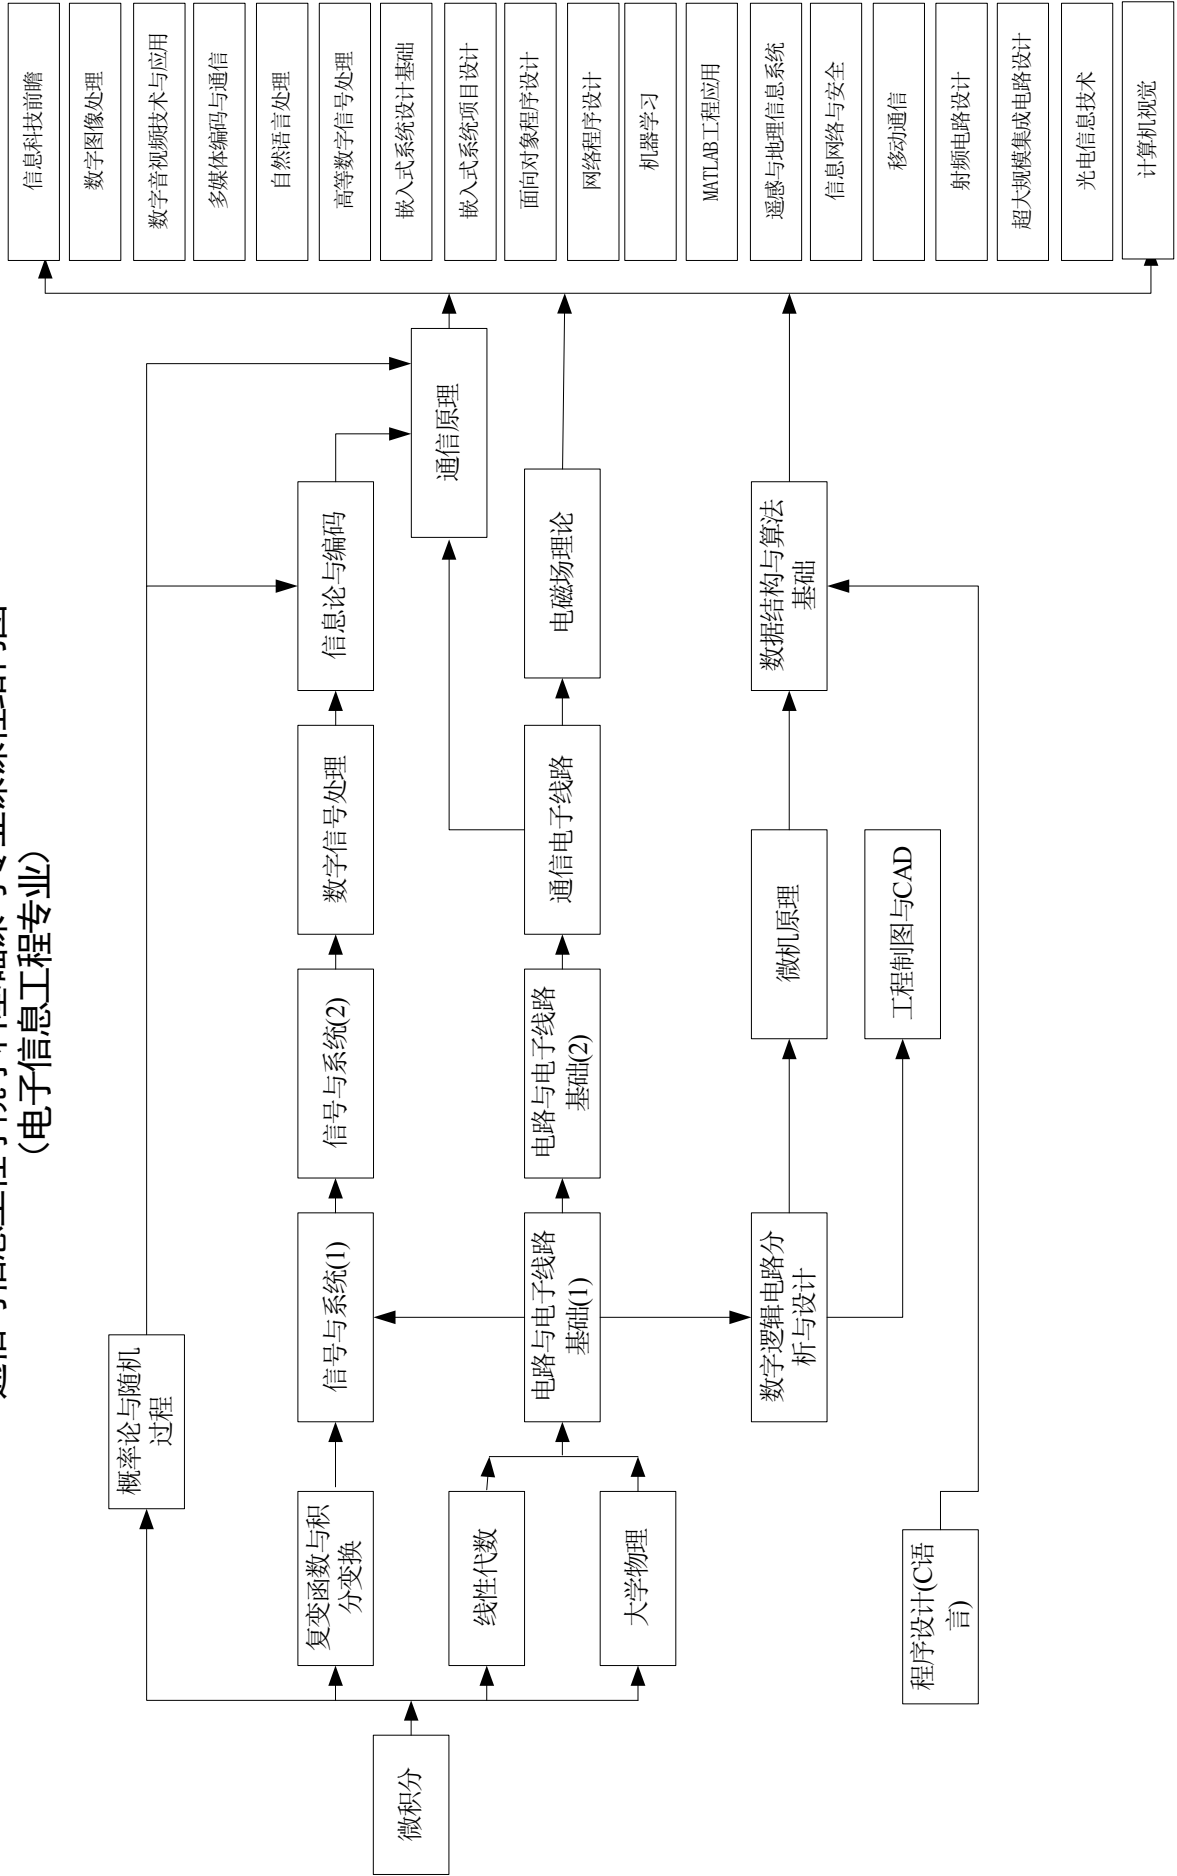 （电子信息工程专业）
信息科技前瞻
数字图像处理
数字音视频技术与应用
多媒体编码与通信
自然语言处理
高等数字信号处理
嵌入式系统设计基础
嵌入式系统项目设计
面向对象程序设计
网络程序设计
机器学习
MATLAB工程应用
遥感与地理信息系统
信息网络与安全
移动通信
射频电路设计
超大规模集成电路设计
光电信息技术
计算机视觉
概率论与随机
过程
通信原理
复变函数与积
分变换
信号与系统(1)
信号与系统(2)
数字信号处理
信息论与编码
微积分
线性代数
大学物理
电路与电子线路
基础(1)
电路与电子线路
基础(2)
通信电子线路
电磁场理论
数字逻辑电路分
析与设计
微机原理
数据结构与算法
基础
工程制图与CAD
程序设计(C语
言)